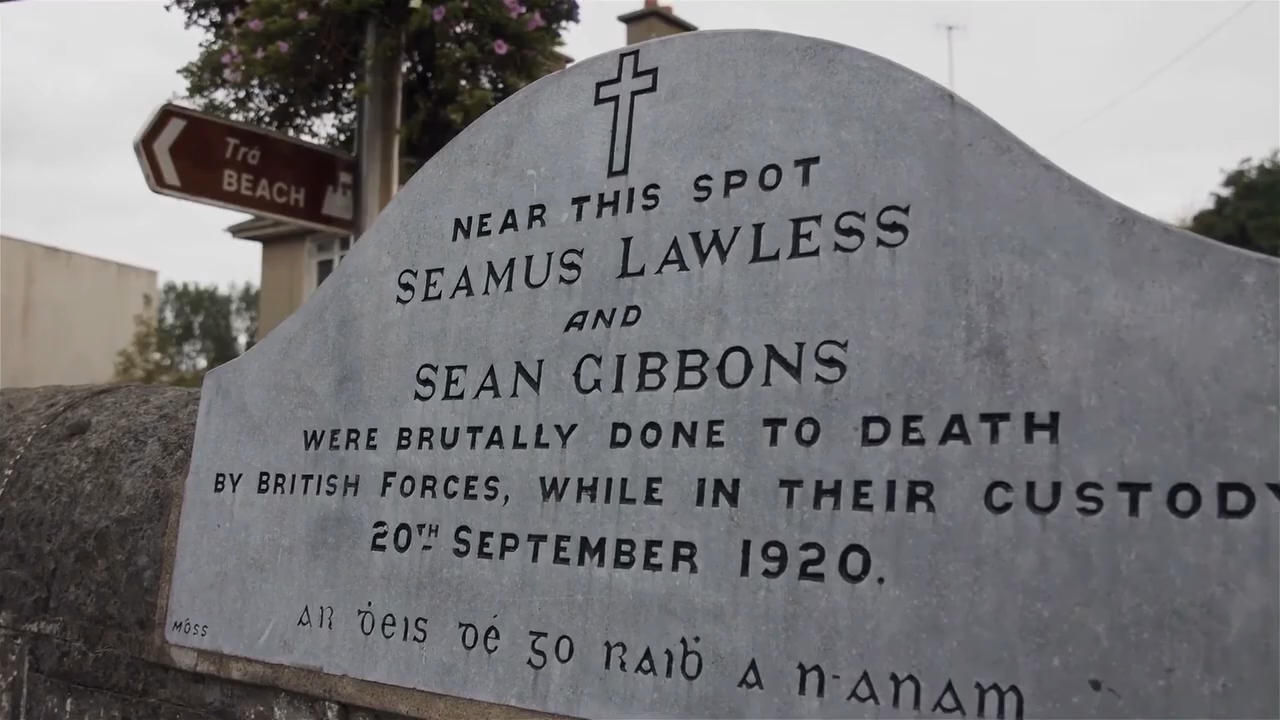 Trá
BEACH
NEAR THIS SPOT
SEAMUS LAWLESS
AND
SEAN GIBBONS
WERE BRUTALLY DONE TO DEATH
BY BRITISH FORCES, WHILE IN THEIR CUSTODY
20TH SEPTEMBER 1920.
AR ḋeis dé go raiḃ a n-anam
MOSS